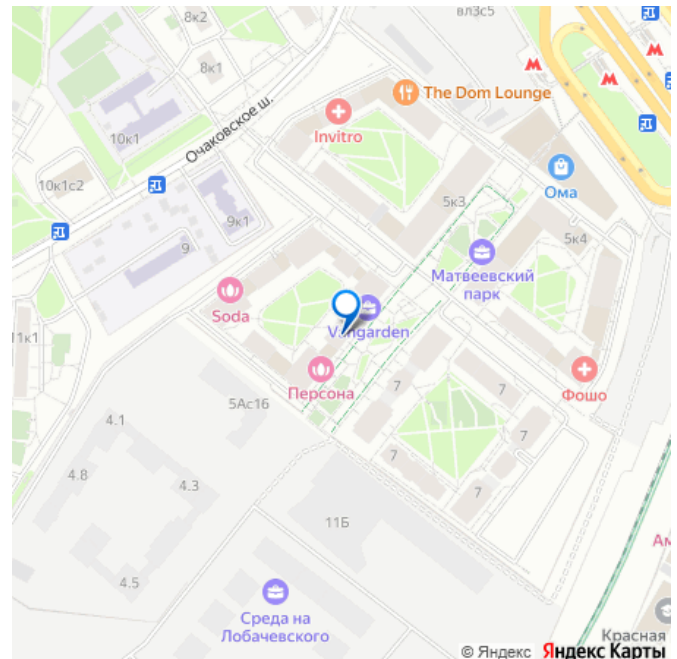 8к2
вл3с5
8к1
The Dom Lounge
10к1
Очаковское ш.
Invitro
Ома
10к1с2
5к3
9к1
5к4
9
Матвеевский
парк
Soda
11к1
Vangarden
Персона
7
Фошо
5Ас16
7
7
4.1
7
4.8
4.3
11Б
4.5
Среда на
Лобачевского
Красная
© Яндекс Яндекс Карты